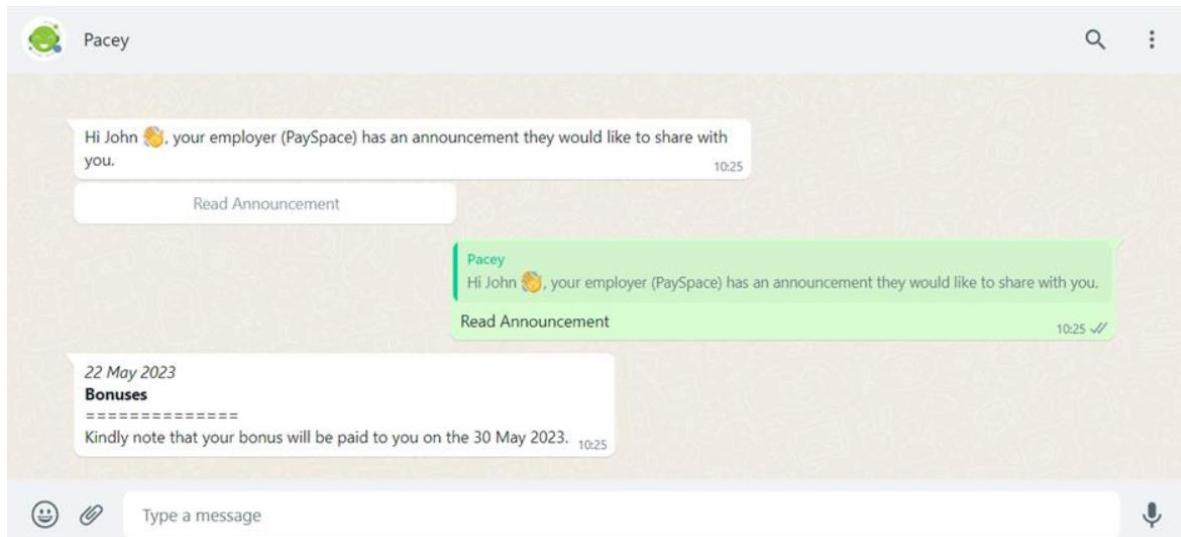 Pacey
Hi John 👋, your employer (PaySpace) has an announcement they would like to share with
you.
10:25
Read Announcement
Pacey
Hi John 👋, your employer (PaySpace) has an announcement they would like to share with you.
Read Announcement
10:25
22 May 2023
Bonuses
==============
Kindly note that your bonus will be paid to you on the 30 May 2023. 10:25
Type a message